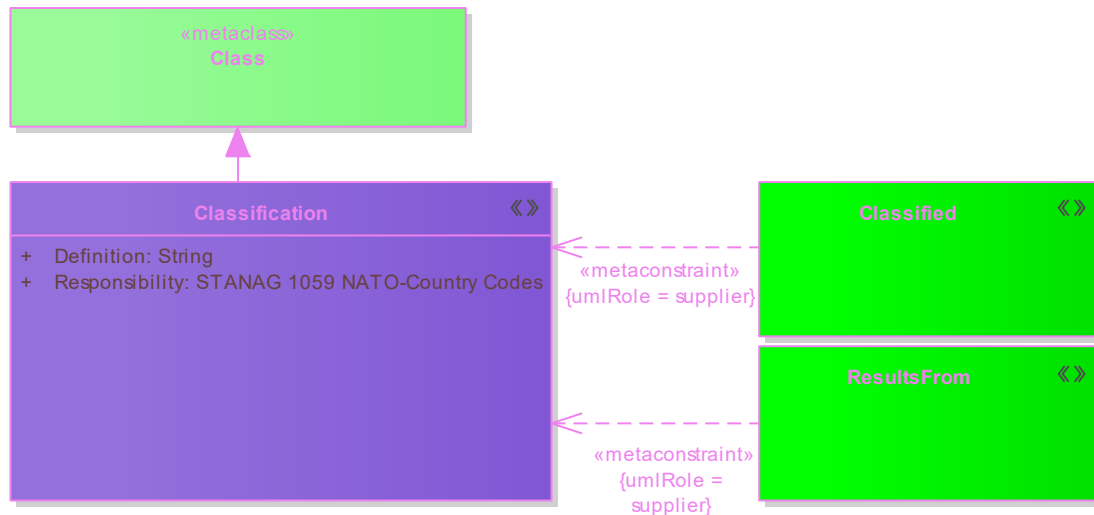 «metaclass»
Class
Classification
«»
+ Definition: String
+ Responsibility: STANAG 1059 NATO-Country Codes
«metaconstraint»
{umlRole = supplier}
Classified
«»
ResultsFrom
«»
«metaconstraint»
{umlRole =
supplier}